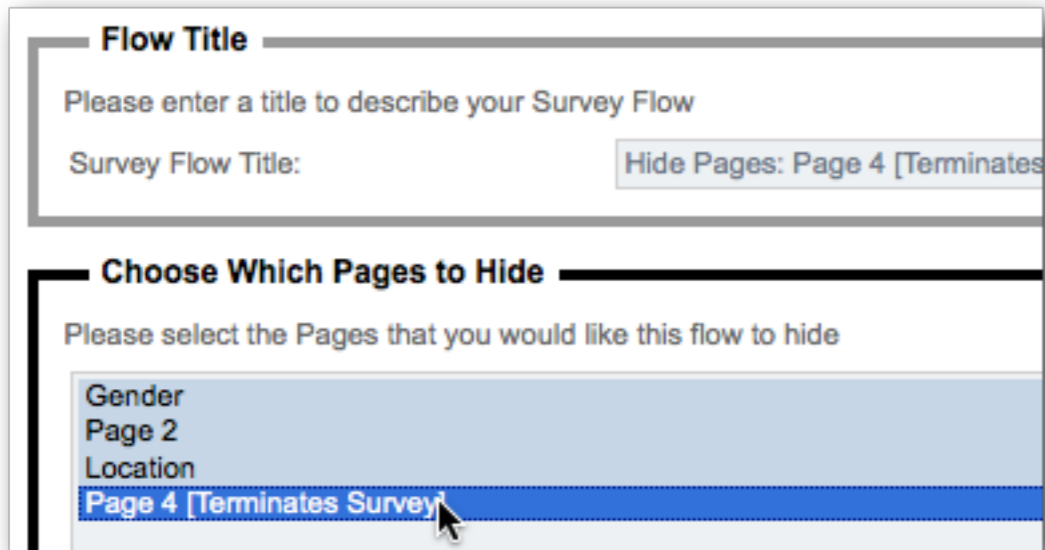 Flow Title
Please enter a title to describe your Survey Flow
Survey Flow Title:
Hide Pages: Page 4 [Terminates
Choose Which Pages to Hide
Please select the Pages that you would like this flow to hide
Gender
Page 2
Location
Page 4 [Terminates Survey]